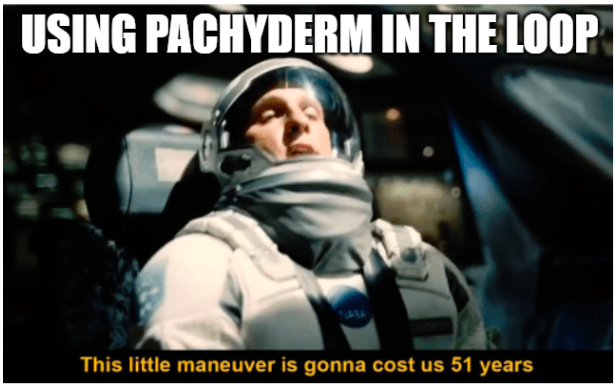 USING PACHYDERM IN THE LOOP
This little maneuver is gonna cost us 51 years